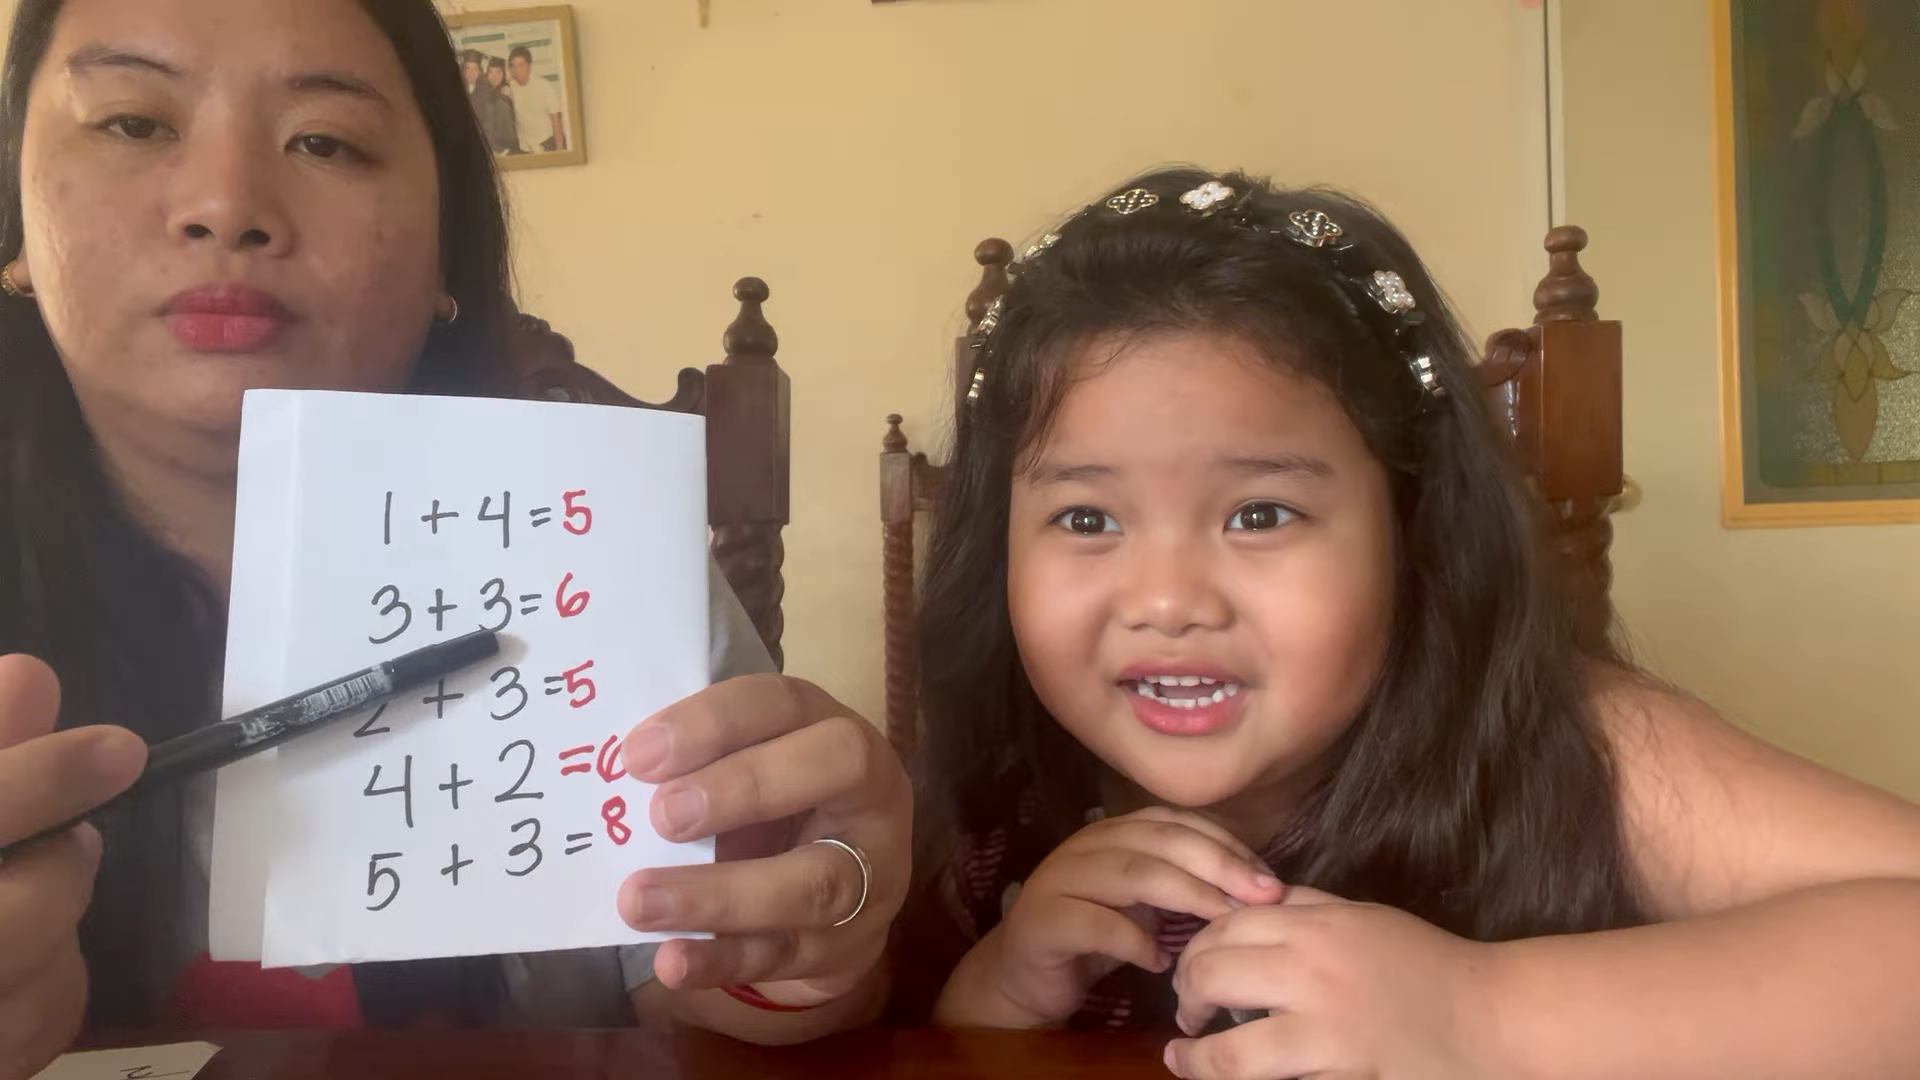 1 + 4 = 5
3 + 3 = 6
2 + 3 = 5
4 + 2 = 6
5 + 3 = 8